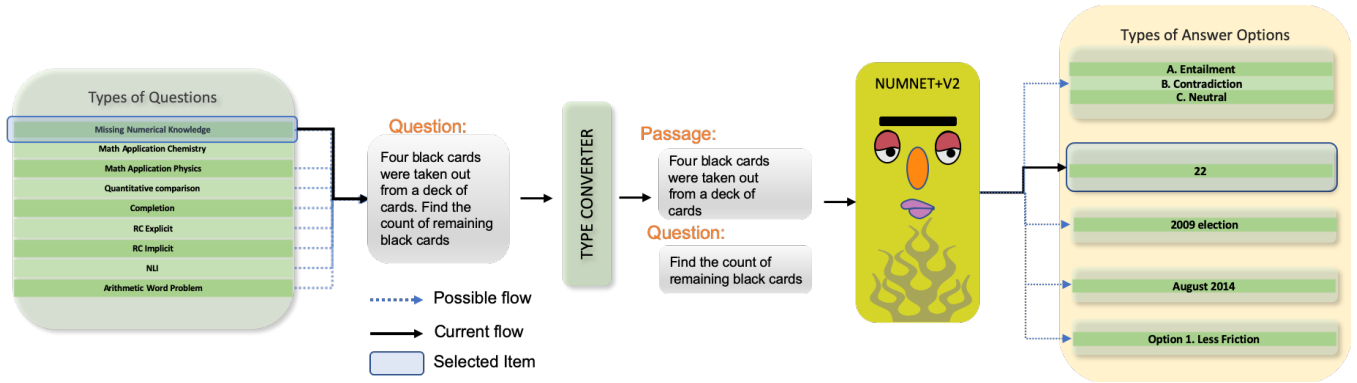 Types of Questions
Missing Numerical Knowledge
Math Application Chemistry
Math Application Physics
Quantitative comparison
Completion
RC Explicit
RC Implicit
NLI
Arithmetic Word Problem
Question:
Four black cards
were taken out
from a deck of
cards. Find the
count of remaining
black cards
Possible flow
Current flow
Selected Item
TYPE CONVERTER
Passage:
Four black cards
were taken out
from a deck of
cards
Question:
Find the count of
remaining black cards
NUMNET+V2
Types of Answer Options
A. Entailment
B. Contradiction
C. Neutral
22
2009 election
August 2014
Option 1. Less Friction